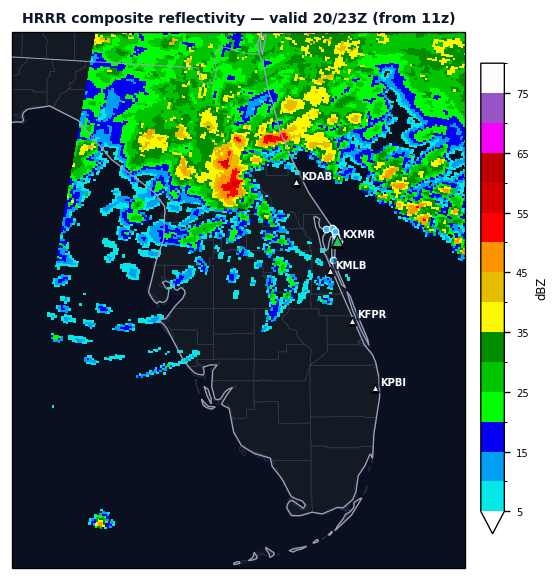 HRRR composite reflectivity — valid 20/23Z (from 11z)
KDAB
KXMR
KMLB
KFPR
KPBI
75
65
55
45
35
25
15
5
dBZ